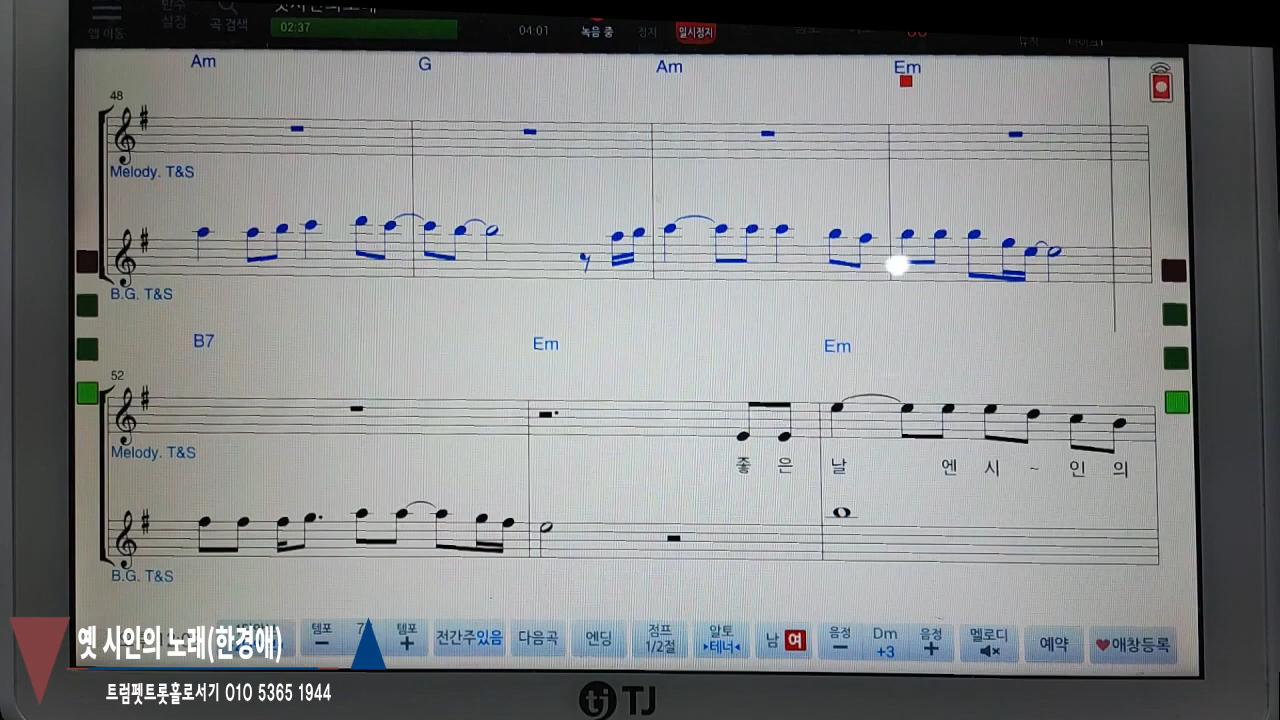 02:37
04:01
녹음 중
정지
일시정지
곡 검색
설정
Am G Am Em
48
Melody. T&S
B.G. T&S
B7 Em Em
52
Melody. T&S
좋 은 날 엔 시 ~ 인 의
B.G. T&S
템포 −
템포 +
전간주있음
다음곡
엔딩
점프 1/2절
알토 ▸테너◂
남 여
음정 −
Dm +3
음정 +
멜로디
예약
♥애창등록
옛 시인의 노래(한경애)
트럼펫트롯홀로서기 010 5365 1944
tj TJ